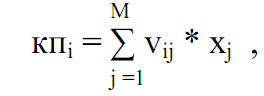 кпᵢ = ∑_{j=1}^{M} vᵢⱼ * xⱼ ,